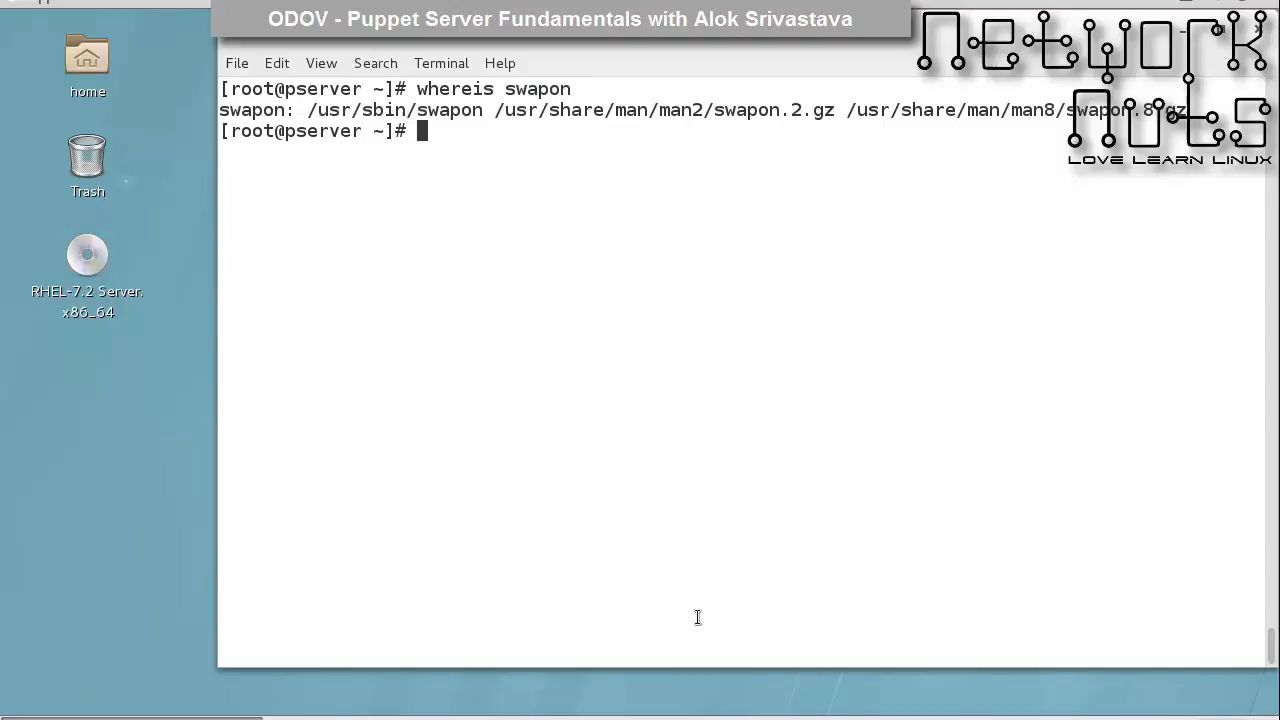 ODOV - Puppet Server Fundamentals with Alok Srivastava
network
nuts
LOVE LEARN LINUX
File Edit View Search Terminal Help
[root@pserver ~]# whereis swapon
swapon: /usr/sbin/swapon /usr/share/man/man2/swapon.2.gz /usr/share/man/man8/swapon.8.gz
[root@pserver ~]#
home
Trash
RHEL-7.2 Server.
x86_64